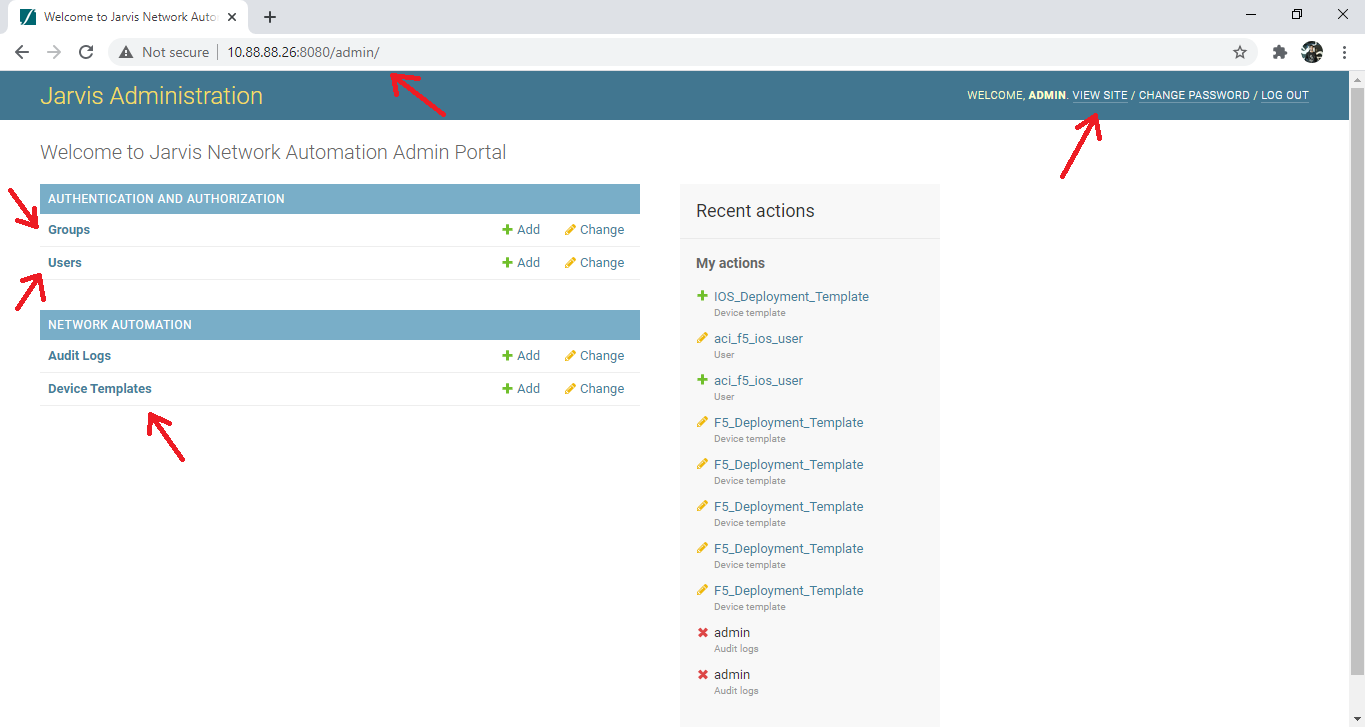 Welcome to Jarvis Network Auto
Not secure | 10.88.88.26:8080/admin/
Jarvis Administration
WELCOME, ADMIN. VIEW SITE / CHANGE PASSWORD / LOG OUT
Welcome to Jarvis Network Automation Admin Portal
AUTHENTICATION AND AUTHORIZATION
Groups Add Change
Users Add Change
NETWORK AUTOMATION
Audit Logs Add Change
Device Templates Add Change
Recent actions
My actions
IOS_Deployment_Template
Device template
aci_f5_ios_user
User
aci_f5_ios_user
User
F5_Deployment_Template
Device template
F5_Deployment_Template
Device template
F5_Deployment_Template
Device template
F5_Deployment_Template
Device template
F5_Deployment_Template
Device template
admin
Audit logs
admin
Audit logs